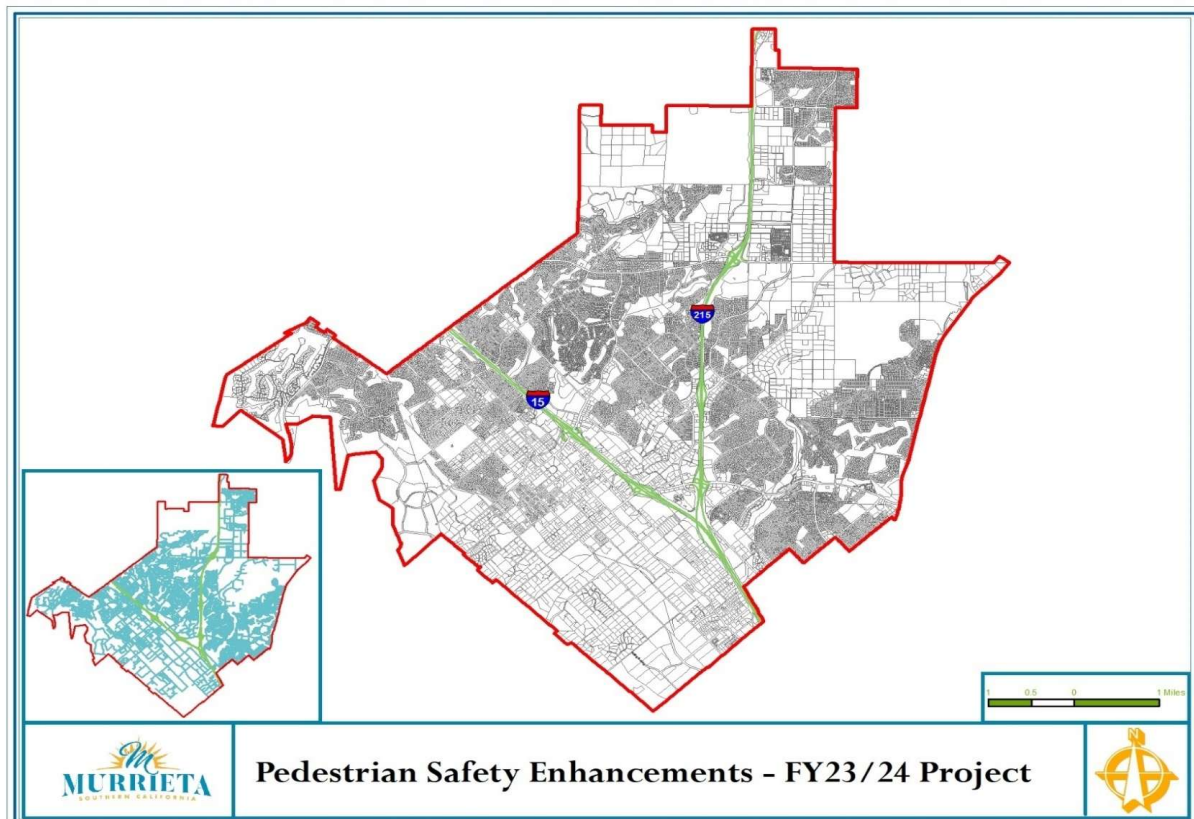 215
15
1 0.5 0 1 Miles
M
MURRIETA
SOUTHERN CALIFORNIA
Pedestrian Safety Enhancements - FY23/24 Project
N